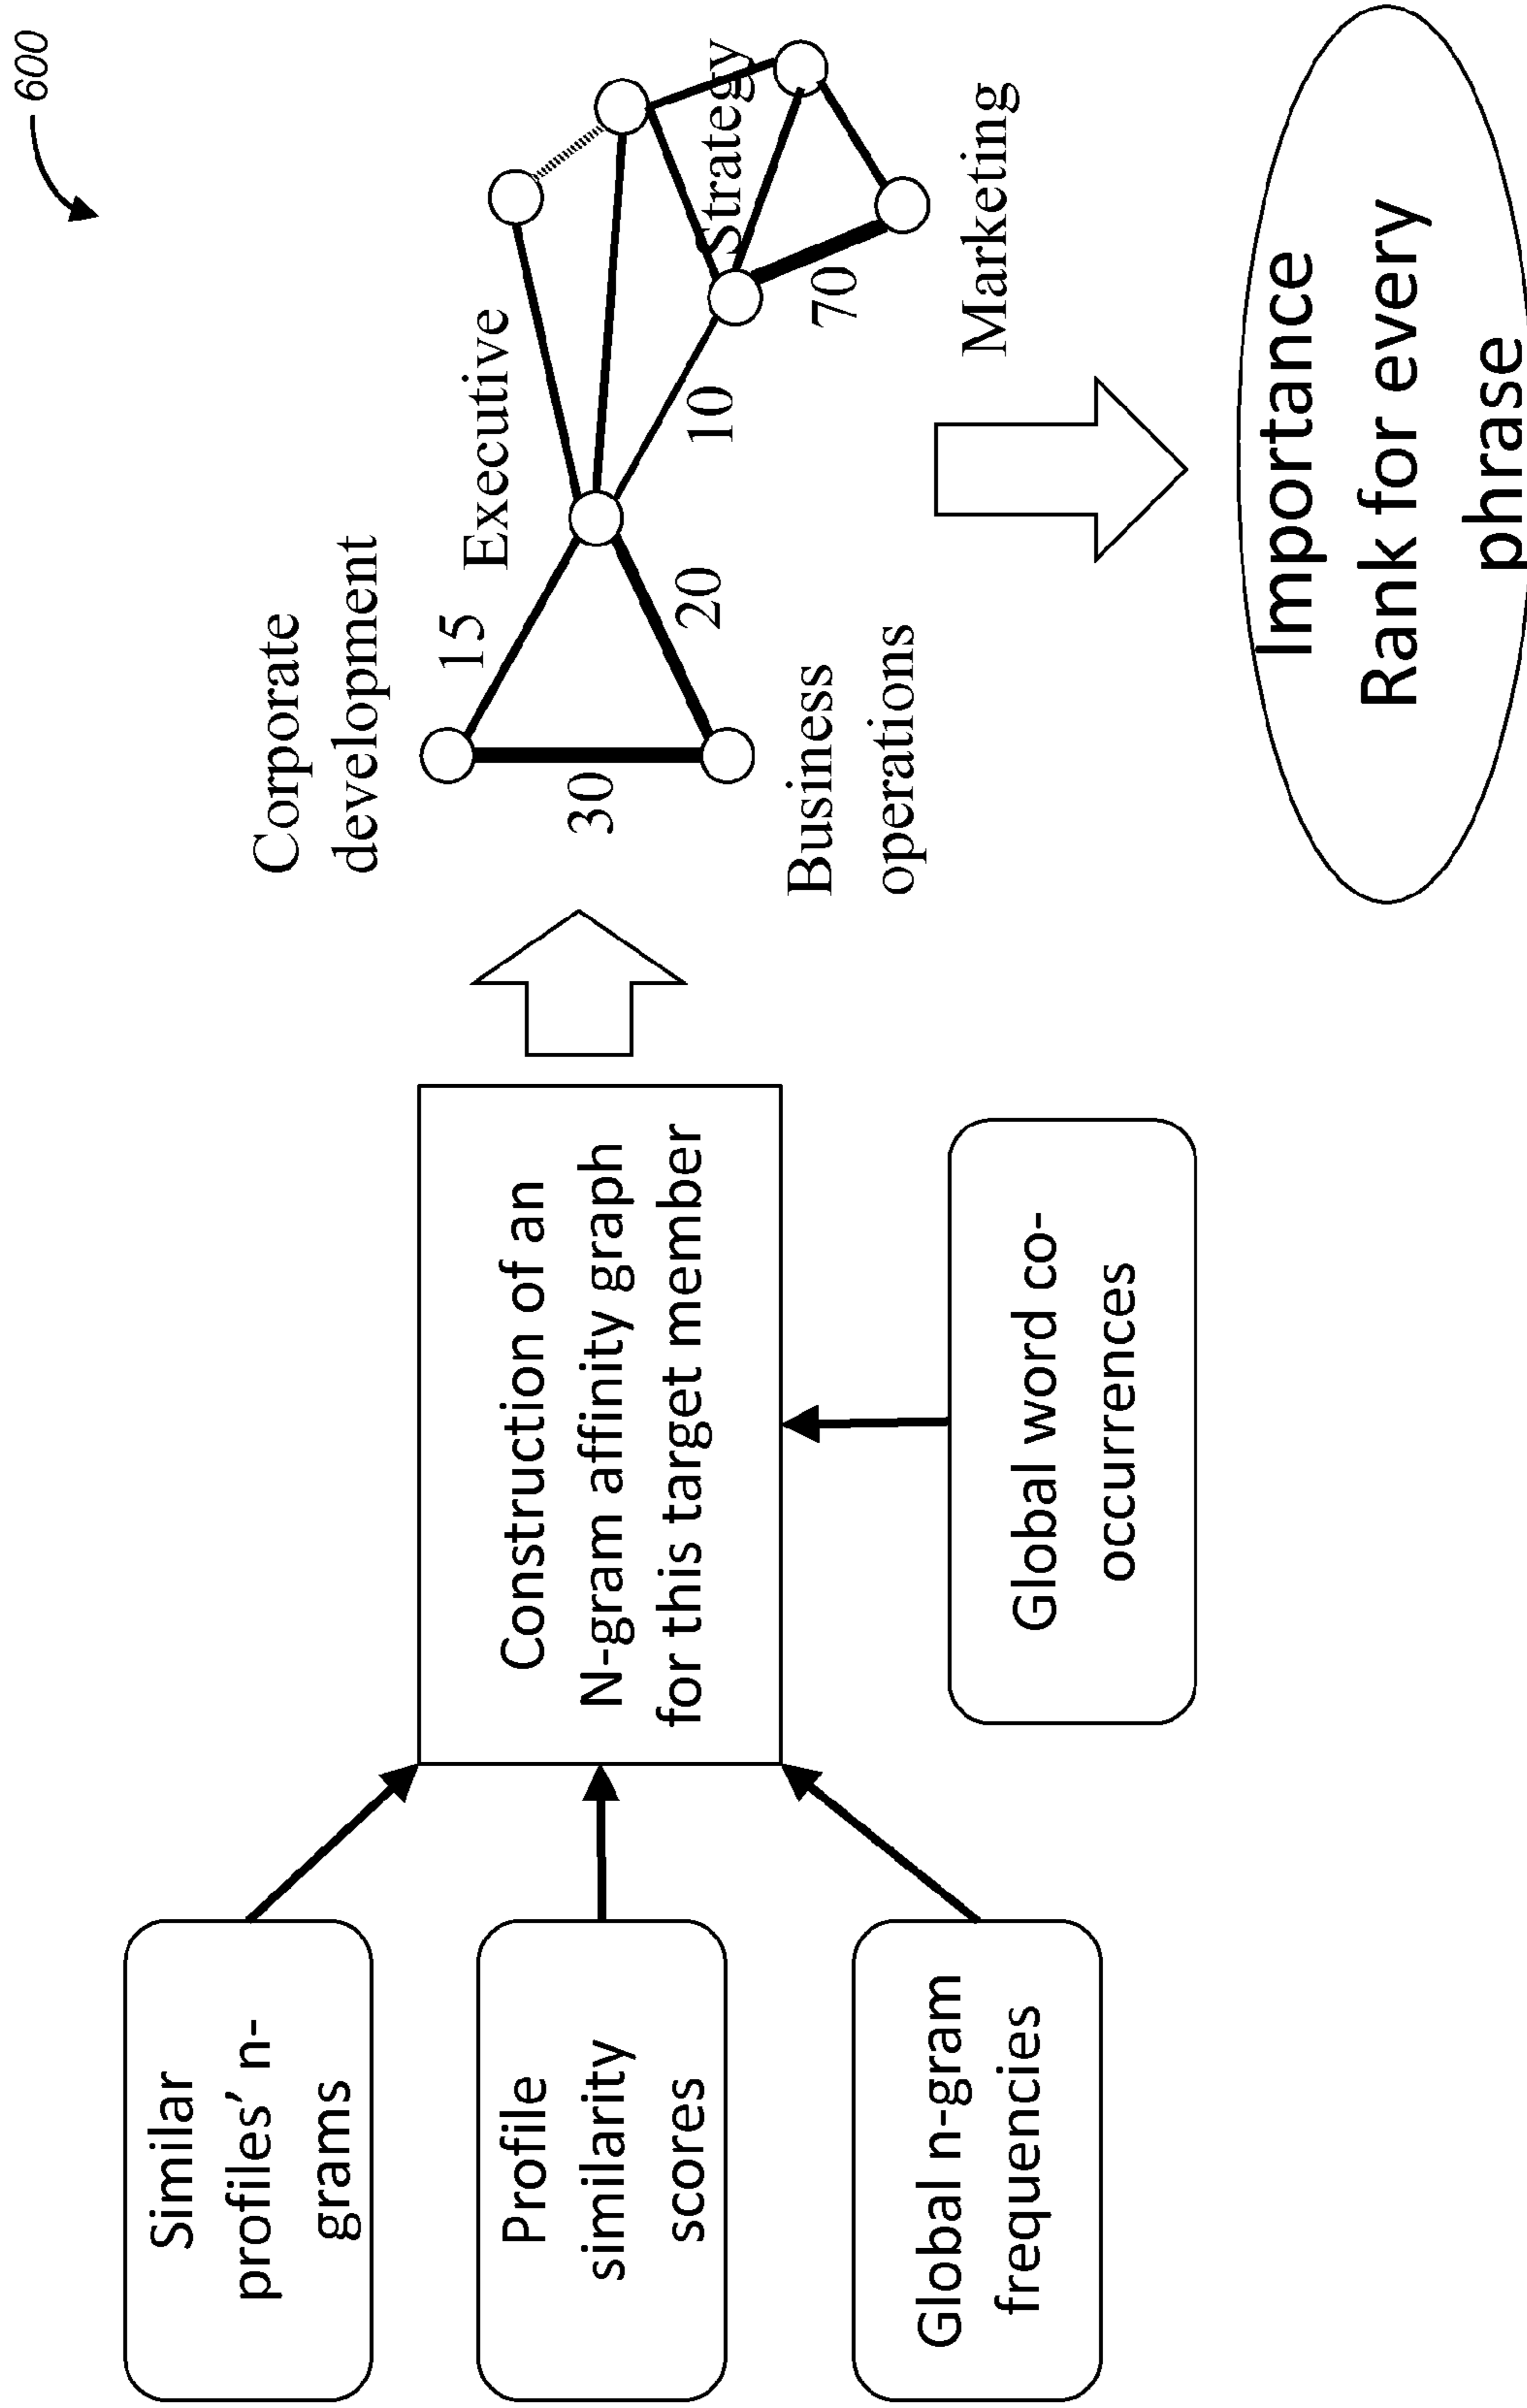 600
Similar
profiles’ n-
grams
Profile
similarity
scores
Global n-gram
frequencies
Construction of an
N-gram affinity graph
for this target member
Global word co-
occurrences
Corporate
development
15
Executive
30
20
10
Strategy
70
Business
operations
Marketing
Importance
Rank for every
phrase